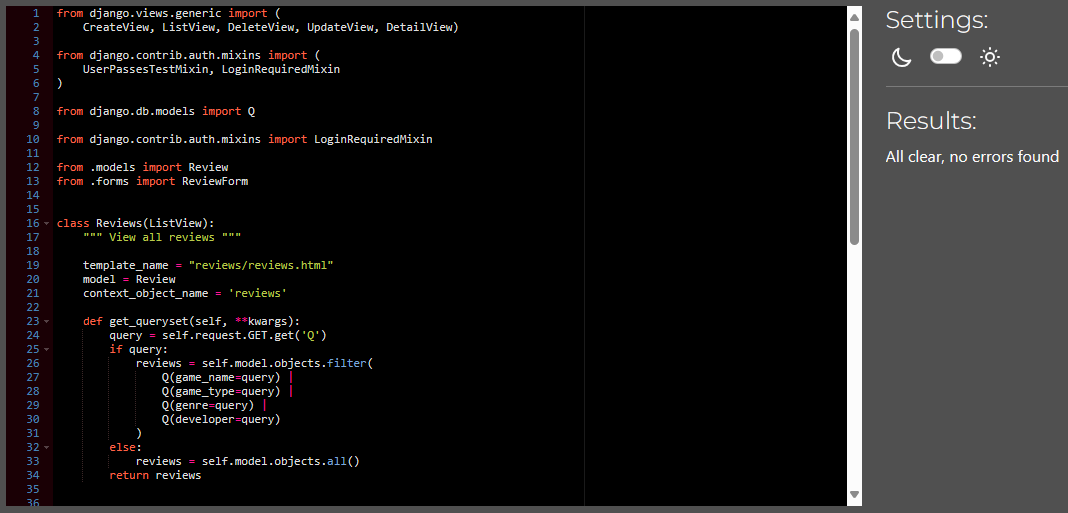 1 from django.views.generic import (
2     CreateView, ListView, DeleteView, UpdateView, DetailView)
3
4 from django.contrib.auth.mixins import (
5     UserPassesTestMixin, LoginRequiredMixin
6 )
7
8 from django.db.models import Q
9
10 from django.contrib.auth.mixins import LoginRequiredMixin
11
12 from .models import Review
13 from .forms import ReviewForm
14
15
16 class Reviews(ListView):
17     """ View all reviews """
18
19     template_name = "reviews/reviews.html"
20     model = Review
21     context_object_name = 'reviews'
22
23     def get_queryset(self, **kwargs):
24         query = self.request.GET.get('Q')
25         if query:
26             reviews = self.model.objects.filter(
27                 Q(game_name=query) |
28                 Q(game_type=query) |
29                 Q(genre=query) |
30                 Q(developer=query)
31             )
32         else:
33             reviews = self.model.objects.all()
34         return reviews
35
36
Settings:
Results:
All clear, no errors found